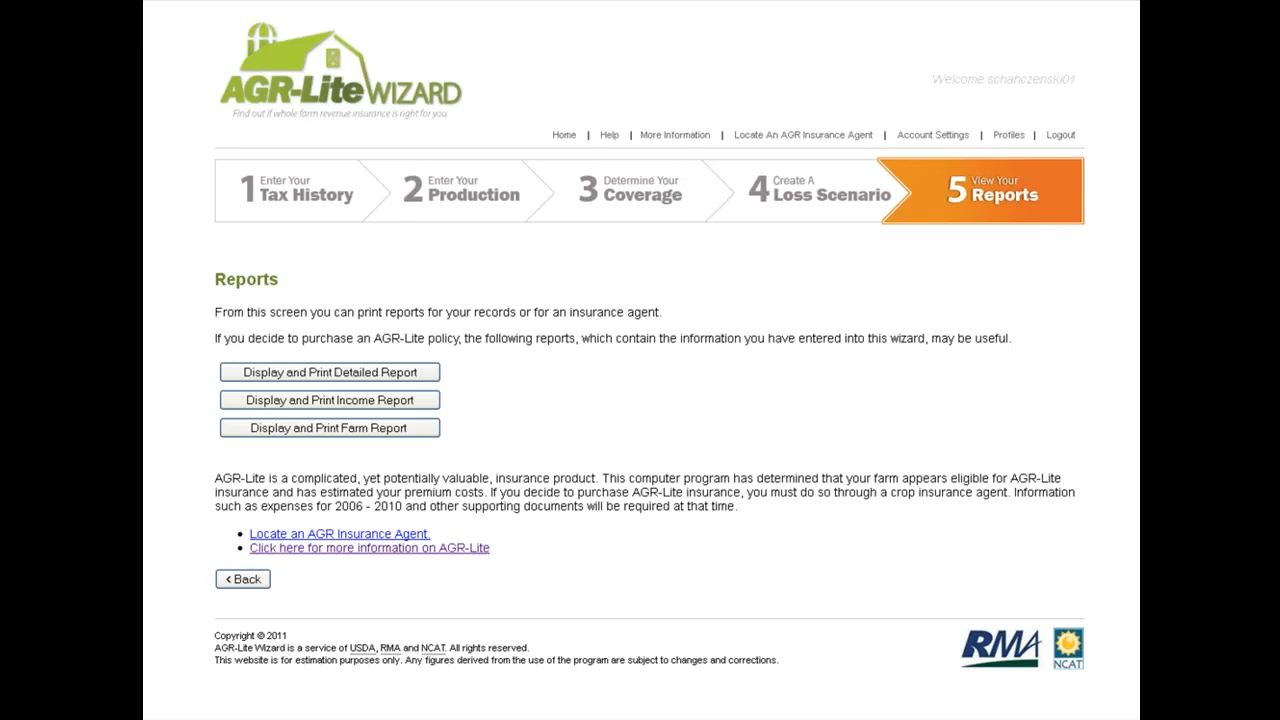 AGR-Lite WIZARD
Find out if whole farm revenue insurance is right for you
Welcome schahczenski01
Home | Help | More Information | Locate An AGR Insurance Agent | Account Settings | Profiles | Logout
1 Enter Your Tax History
2 Enter Your Production
3 Determine Your Coverage
4 Create A Loss Scenario
5 View Your Reports
Reports
From this screen you can print reports for your records or for an insurance agent.
If you decide to purchase an AGR-Lite policy, the following reports, which contain the information you have entered into this wizard, may be useful.
Display and Print Detailed Report
Display and Print Income Report
Display and Print Farm Report
AGR-Lite is a complicated, yet potentially valuable, insurance product. This computer program has determined that your farm appears eligible for AGR-Lite
insurance and has estimated your premium costs. If you decide to purchase AGR-Lite insurance, you must do so through a crop insurance agent. Information
such as expenses for 2006 - 2010 and other supporting documents will be required at that time.
• Locate an AGR Insurance Agent.
• Click here for more information on AGR-Lite
< Back
Copyright © 2011
AGR-Lite Wizard is a service of USDA, RMA and NCAT. All rights reserved.
This website is for estimation purposes only. Any figures derived from the use of the program are subject to changes and corrections.
RMA
NCAT